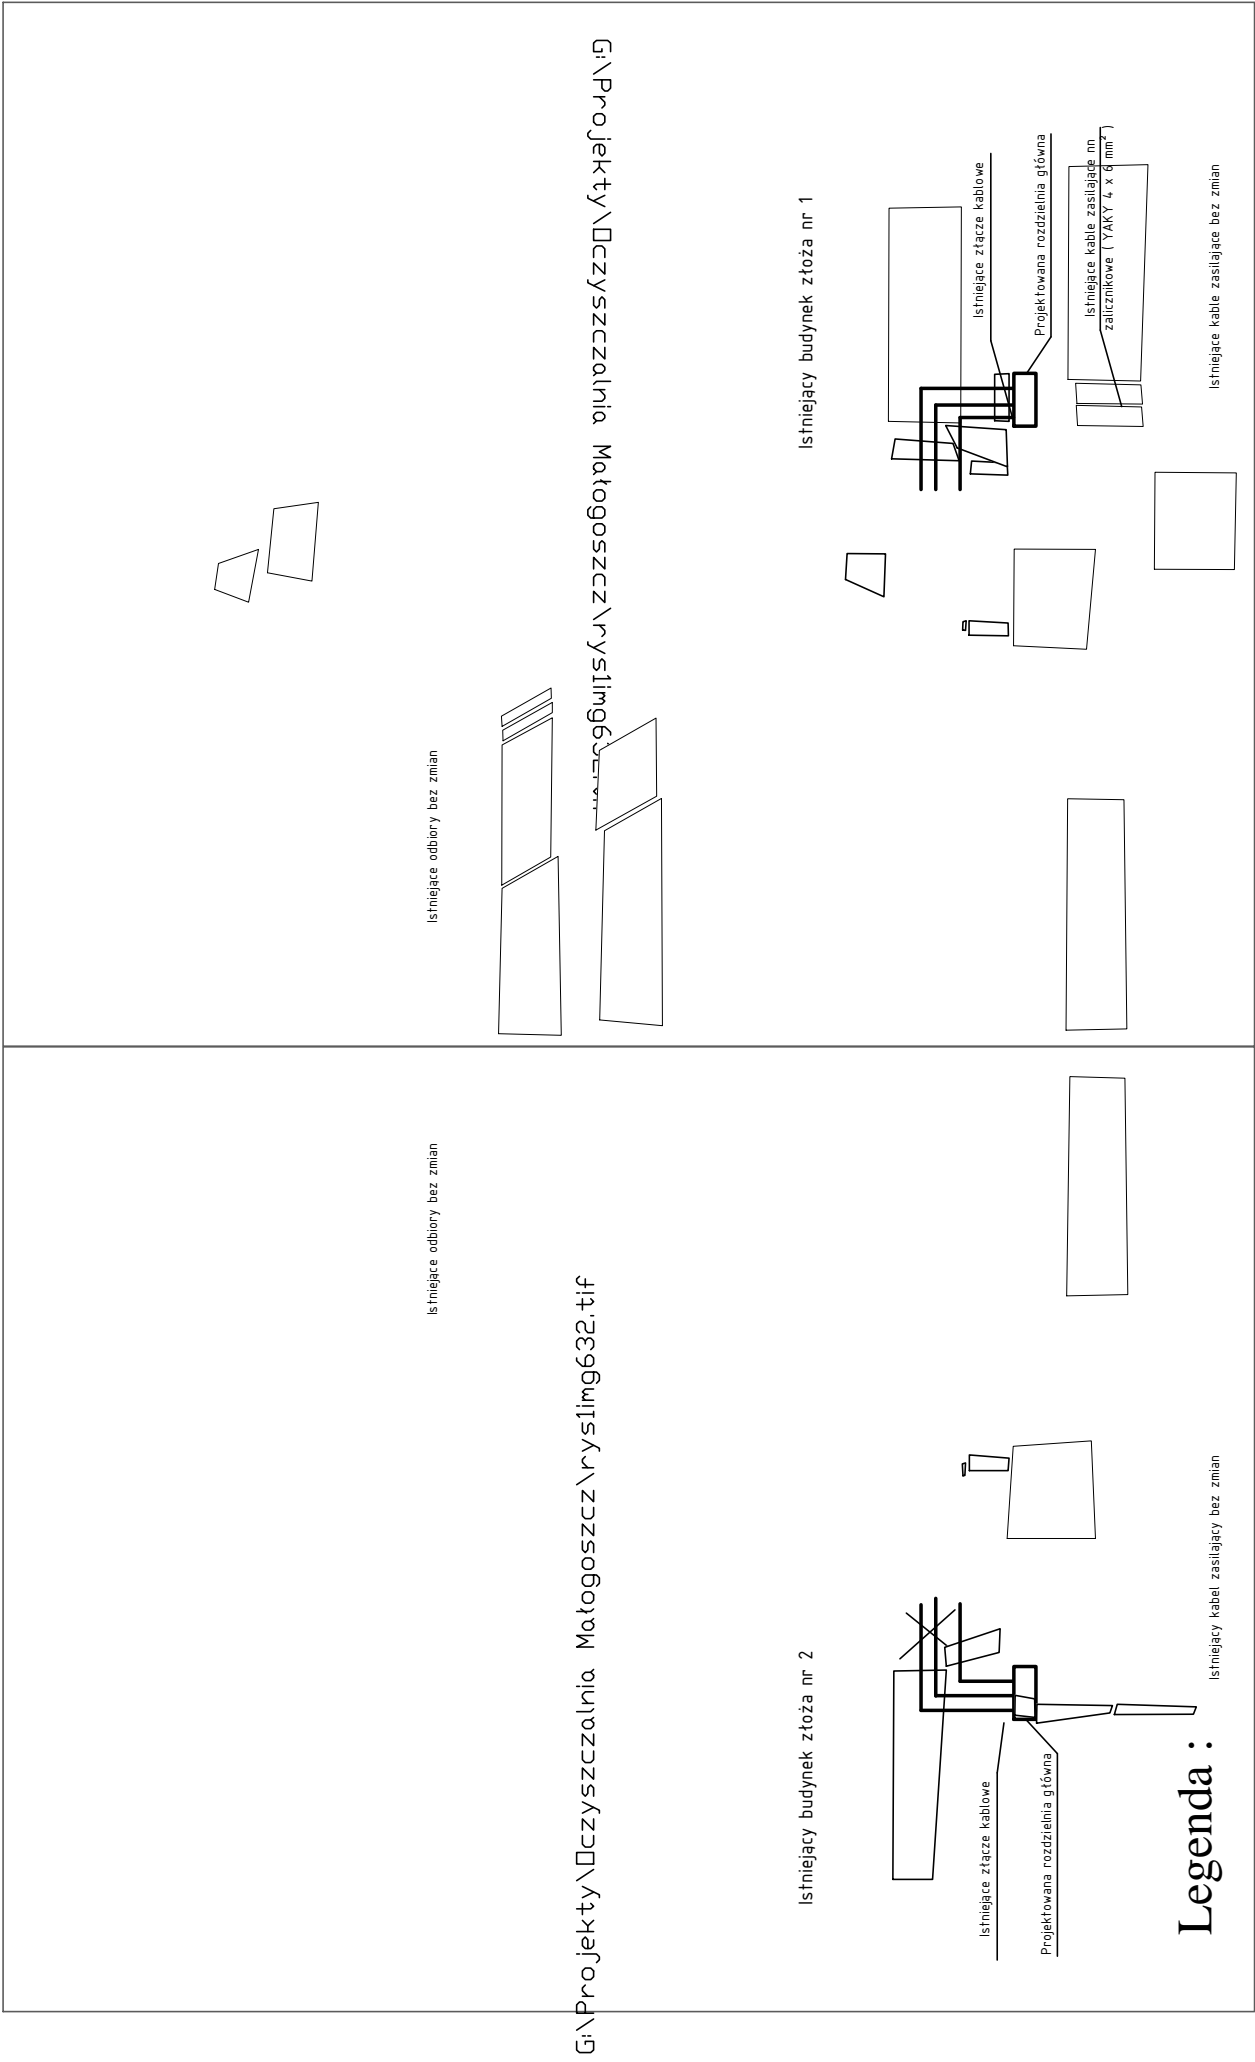 G:\Projekty\Oczyszczalnia Małogoszcz\rys1img63
Istniejący budynek złoża nr 1
Istniejące złącze kablowe
Projektowana rozdzielnia główna
Istniejące kable zasilające nn
zalicznikowe ( YAKY 4 x 6 mm² )
Istniejące kable zasilające bez zmian
Istniejące odbiory bez zmian
Istniejące odbiory bez zmian
G:\Projekty\Oczyszczalnia Małogoszcz\rys1img632.tif
Istniejący budynek złoża nr 2
Istniejące złącze kablowe
Projektowana rozdzielnia główna
Istniejący kabel zasilający bez zmian
Legenda :